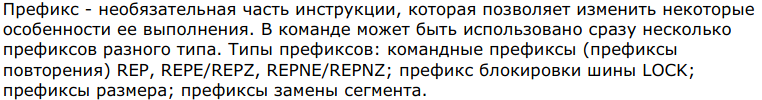 Префикс - необязательная часть инструкции, которая позволяет изменить некоторые
особенности ее выполнения. В команде может быть использовано сразу несколько
префиксов разного типа. Типы префиксов: командные префиксы (префиксы
повторения) REP, REPE/REPZ, REPNE/REPNZ; префикс блокировки шины LOCK;
префиксы размера; префиксы замены сегмента.